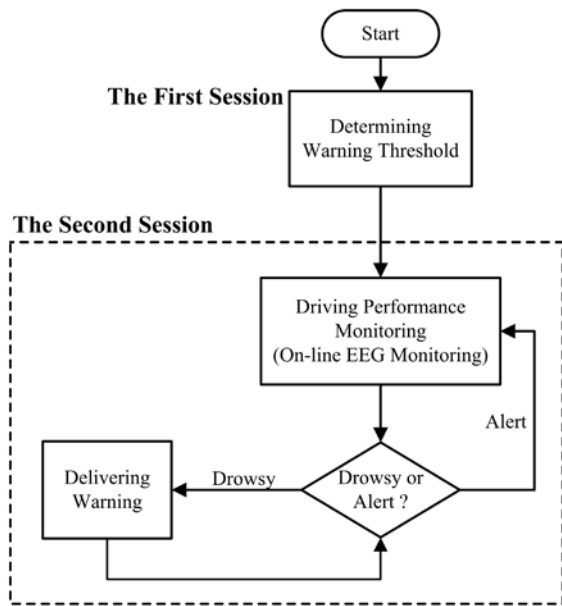 Start
The First Session
Determining
Warning Threshold
The Second Session
Driving Performance
Monitoring
(On-line EEG Monitoring)
Alert
Delivering
Warning
Drowsy
Drowsy or
Alert ?